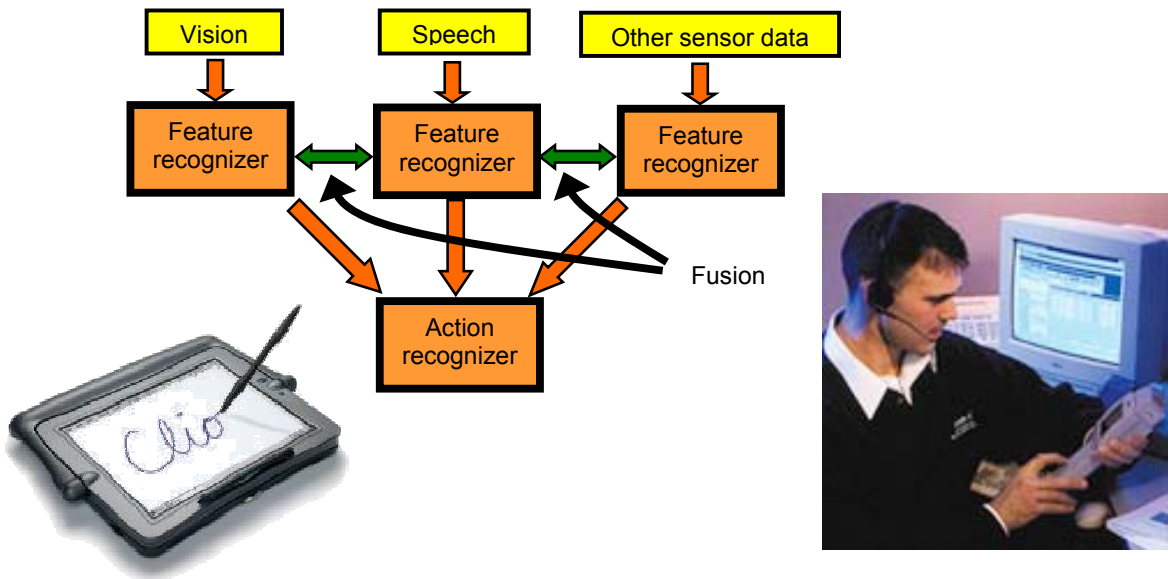 Vision
Speech
Other sensor data
Feature
recognizer
Feature
recognizer
Feature
recognizer
Fusion
Action
recognizer
Clio